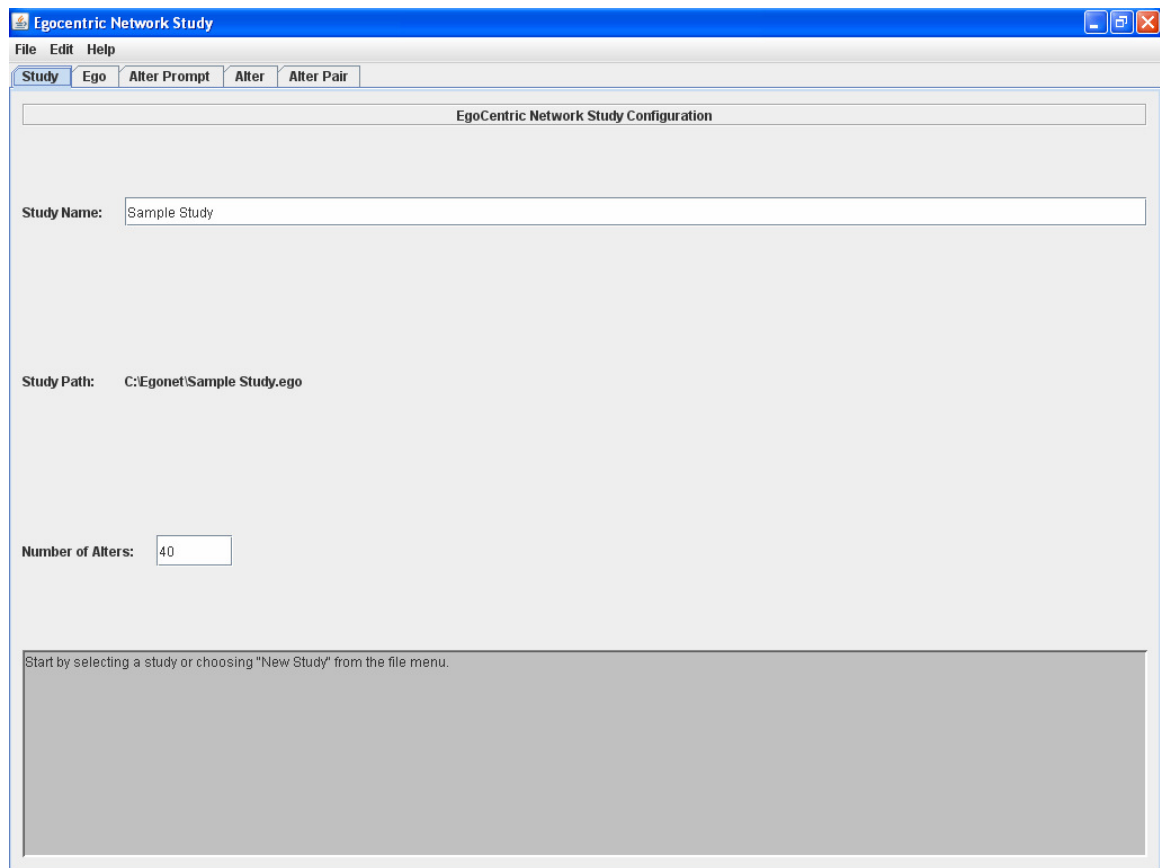 Egocentric Network Study
File Edit Help
Study Ego Alter Prompt Alter Alter Pair
EgoCentric Network Study Configuration
Study Name: Sample Study
Study Path: C:\Egonet\Sample Study.ego
Number of Alters: 40
Start by selecting a study or choosing "New Study" from the file menu.